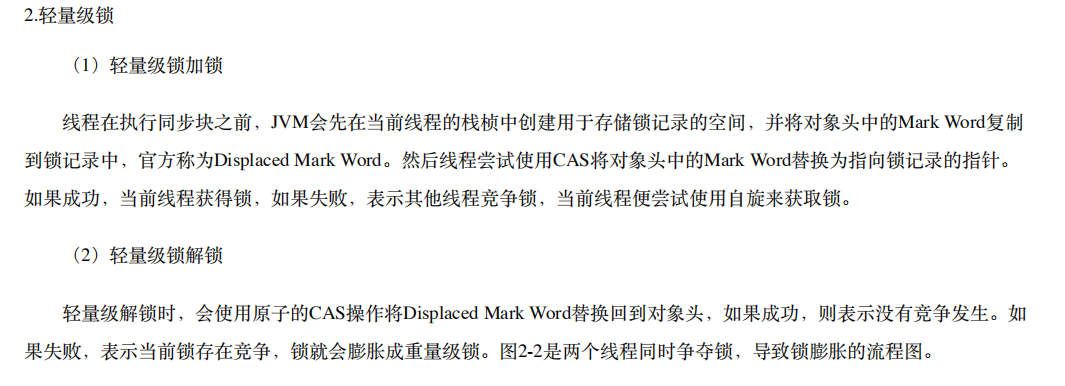 2.轻量级锁
（1）轻量级锁加锁
线程在执行同步块之前，JVM会先在当前线程的栈桢中创建用于存储锁记录的空间，并将对象头中的Mark Word复制
到锁记录中，官方称为Displaced Mark Word。然后线程尝试使用CAS将对象头中的Mark Word替换为指向锁记录的指针。
如果成功，当前线程获得锁，如果失败，表示其他线程竞争锁，当前线程便尝试使用自旋来获取锁。
（2）轻量级锁解锁
轻量级解锁时，会使用原子的CAS操作将Displaced Mark Word替换回到对象头，如果成功，则表示没有竞争发生。如
果失败，表示当前锁存在竞争，锁就会膨胀成重量级锁。图2-2是两个线程同时争夺锁，导致锁膨胀的流程图。